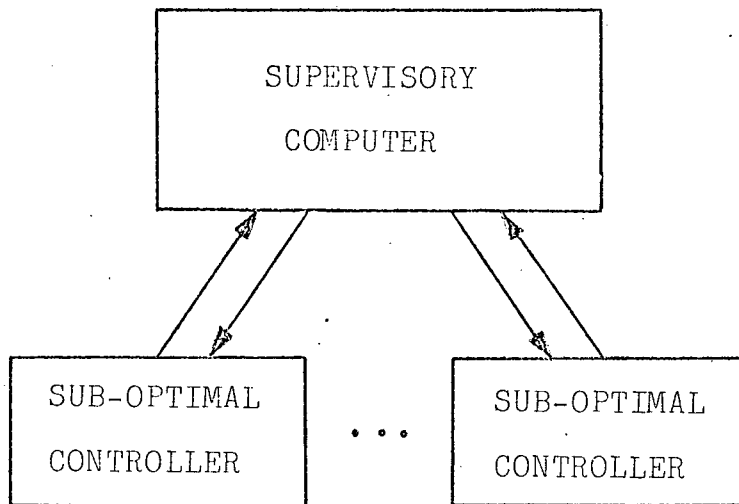 SUPERVISORY
COMPUTER
SUB-OPTIMAL
CONTROLLER
...
SUB-OPTIMAL
CONTROLLER